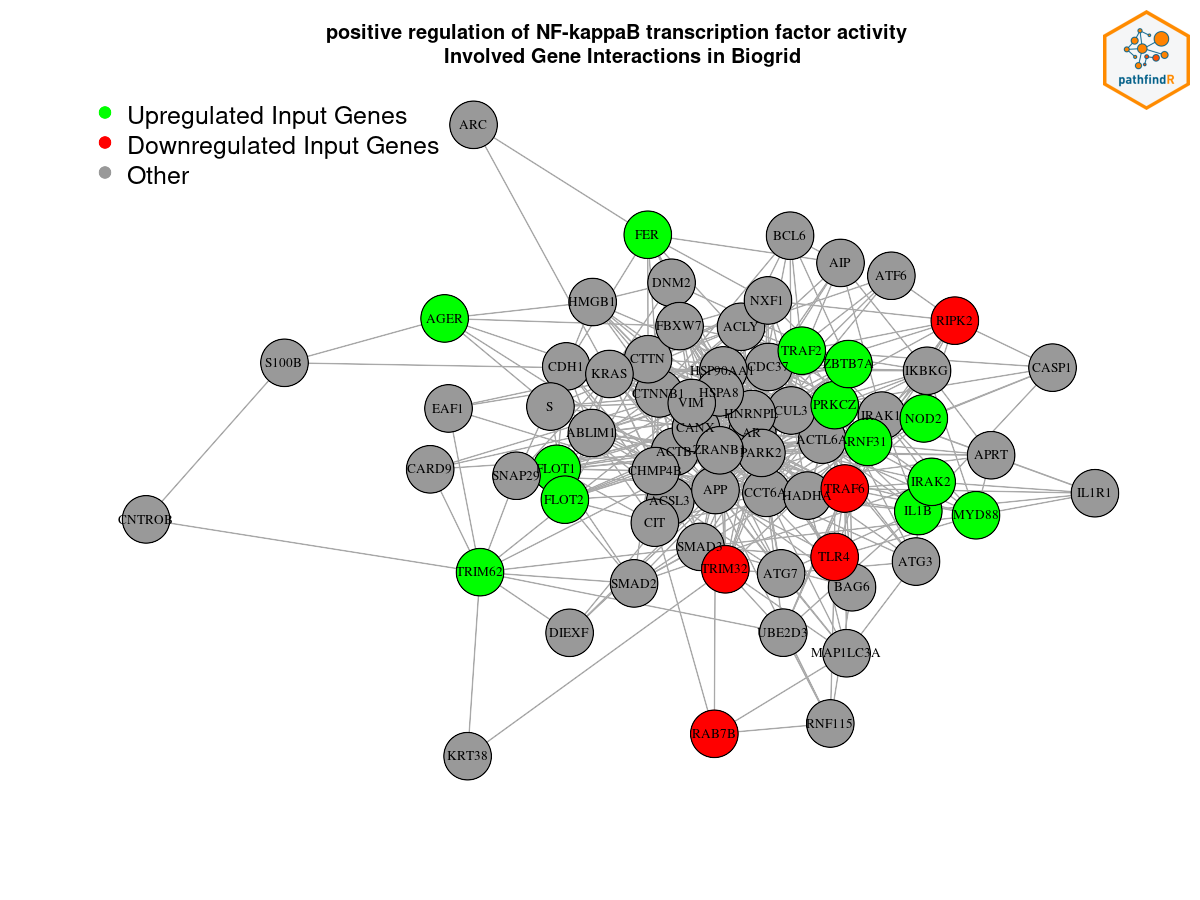 positive regulation of NF-kappaB transcription factor activity
Involved Gene Interactions in Biogrid
pathfindR
Upregulated Input Genes
Downregulated Input Genes
Other
ARC
FER
BCL6
AIP
ATF6
DNM2
HMGB1
NXF1
AGER
FBXW7
ACLY
RIPK2
TRAF2
S100B
CDH1
CTTN
KRAS
HSP90AA1
CDC37
ZBTB7A
IKBKG
CASP1
CTNNB1
HSPA8
EAF1
S
VIM
HNRNPL
CUL3
PRKCZ
IRAK1
NOD2
ABLIM1
CANX
AR
ACTL6A
RNF31
CARD9
SNAP29
FLOT1
CHMP4B
ACTB
ZRANB1
PARK2
APRT
FLOT2
ACSL3
APP
CCT6A
HADHA
TRAF6
IRAK2
IL1R1
CNTROB
CIT
IL1B
MYD88
SMAD3
TRIM62
SMAD2
TRIM32
ATG7
TLR4
BAG6
ATG3
DIEXF
UBE2D3
MAP1LC3A
RAB7B
RNF115
KRT38